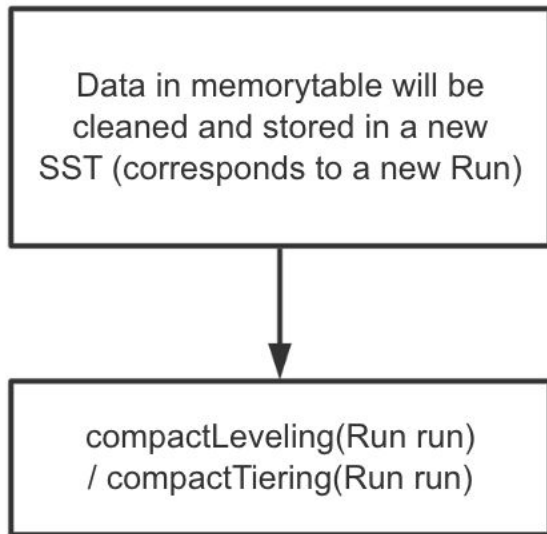 Data in memorytable will be
cleaned and stored in a new
SST (corresponds to a new Run)
compactLeveling(Run run)
/ compactTiering(Run run)